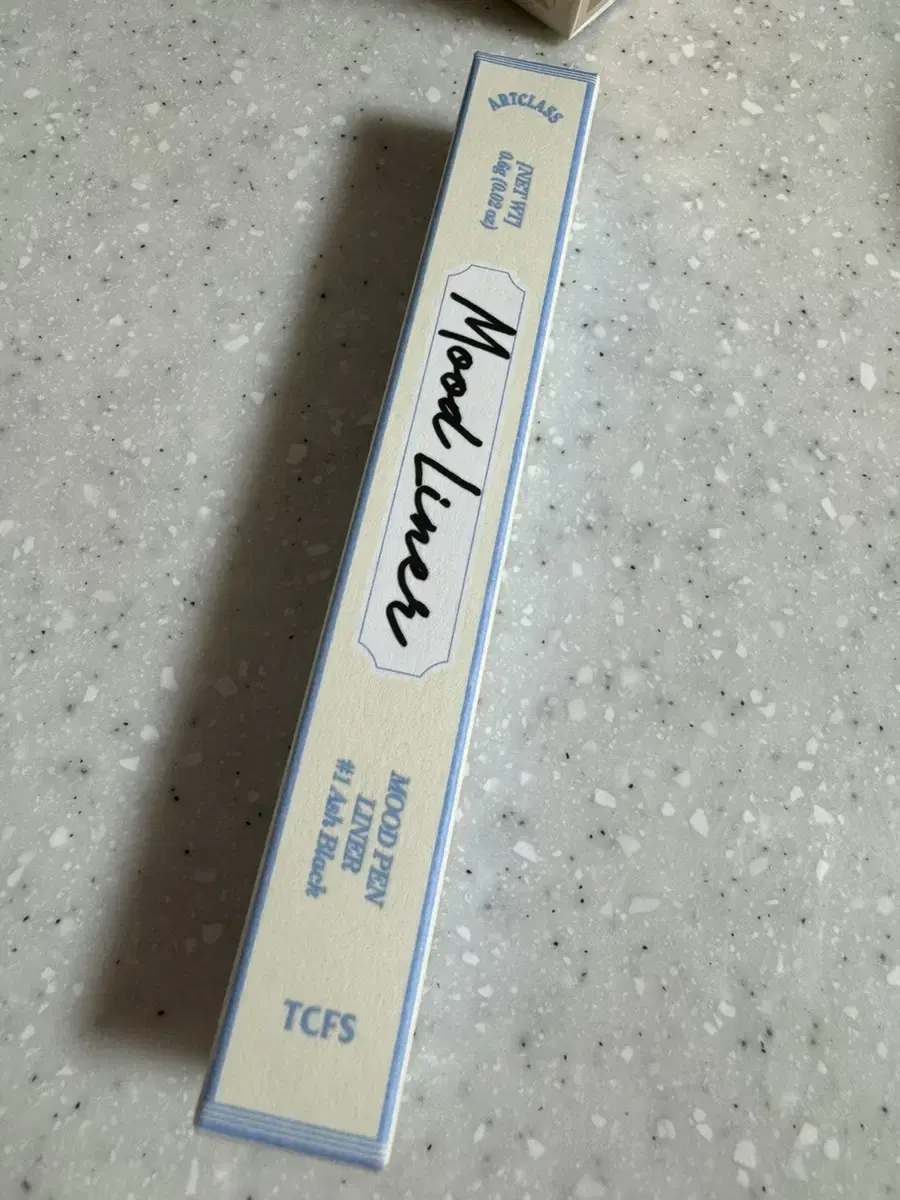 ARTCLASS
[NET WT.]
0.6g (0.02 oz)
Mood Liner
MOOD PEN
LINER
#1 Ash Black
TCFS